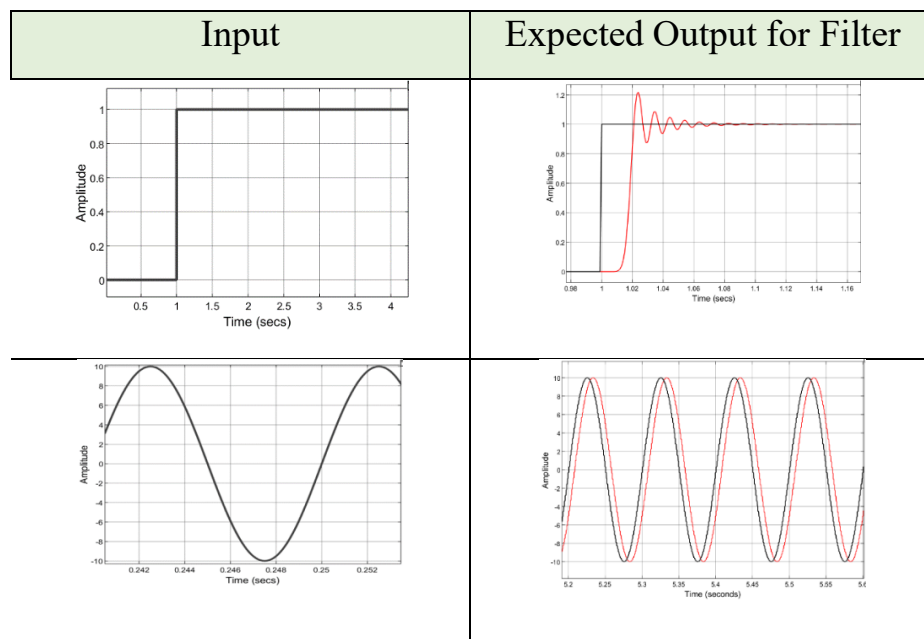 Input
Expected Output for Filter
1
0.8
0.6
0.4
0.2
0
Amplitude
0.5 1 1.5 2 2.5 3 3.5 4
Time (secs)
1.2
1
0.8
0.6
0.4
0.2
0
Amplitude
0.98 1 1.02 1.04 1.06 1.08 1.1 1.12 1.14 1.16
Time (secs)
10
8
6
4
2
0
-2
-4
-6
-8
-10
Amplitude
0.242 0.244 0.246 0.248 0.25 0.252
Time (secs)
10
8
6
4
2
0
-2
-4
-6
-8
-10
Amplitude
5.2 5.25 5.3 5.35 5.4 5.45 5.5 5.55 5.6
Time (seconds)